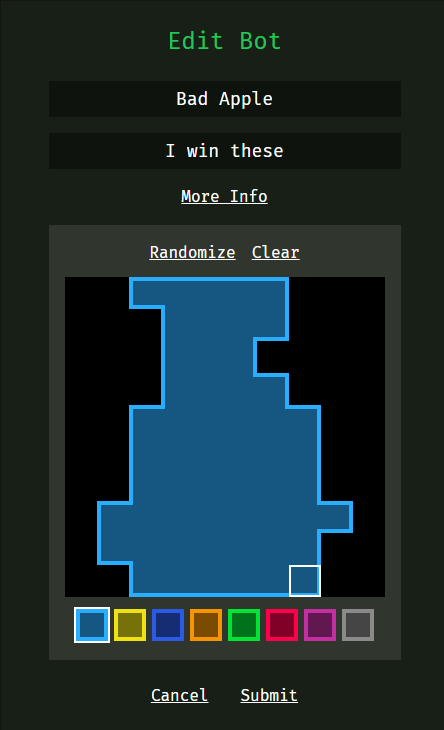 Edit Bot
Bad Apple
I win these
More Info
Randomize Clear
Cancel Submit